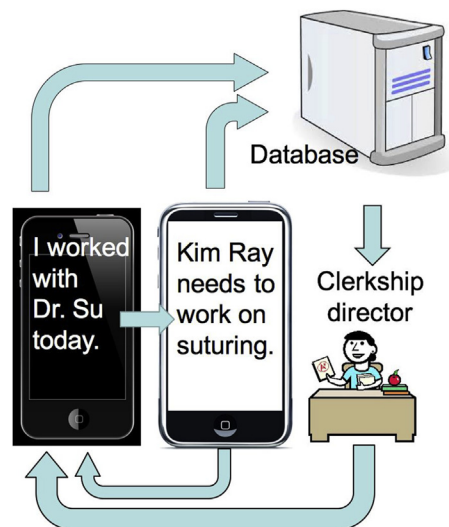 Database
I worked
with
Dr. Su
today.
Kim Ray
needs to
work on
suturing.
Clerkship
director